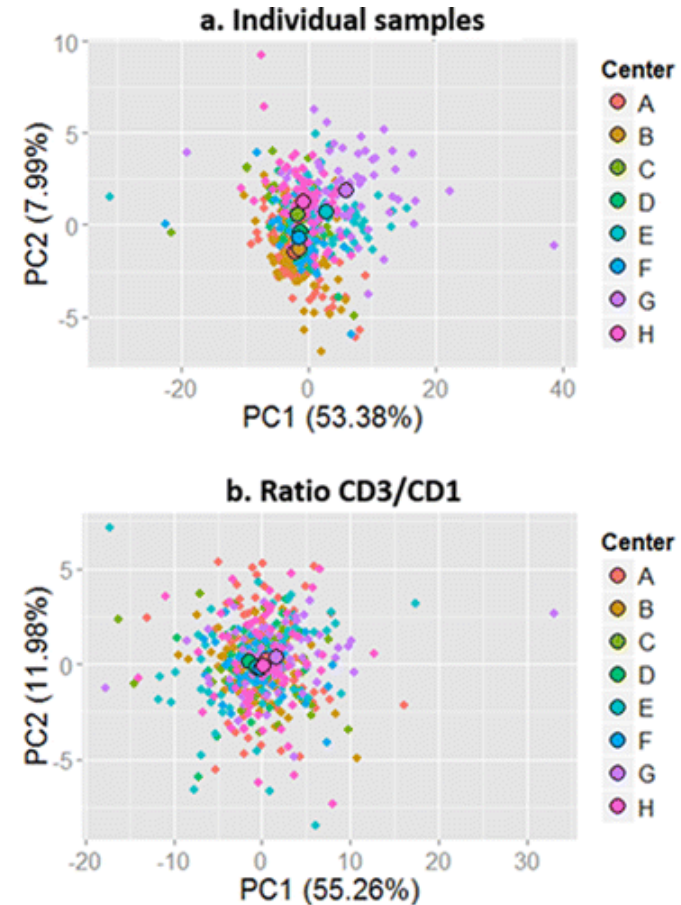 a. Individual samples
10
5
0
-5
PC2 (7.99%)
-20 0 20 40
PC1 (53.38%)
Center
A
B
C
D
E
F
G
H
b. Ratio CD3/CD1
5
0
-5
PC2 (11.98%)
-20 -10 0 10 20 30
PC1 (55.26%)
Center
A
B
C
D
E
F
G
H